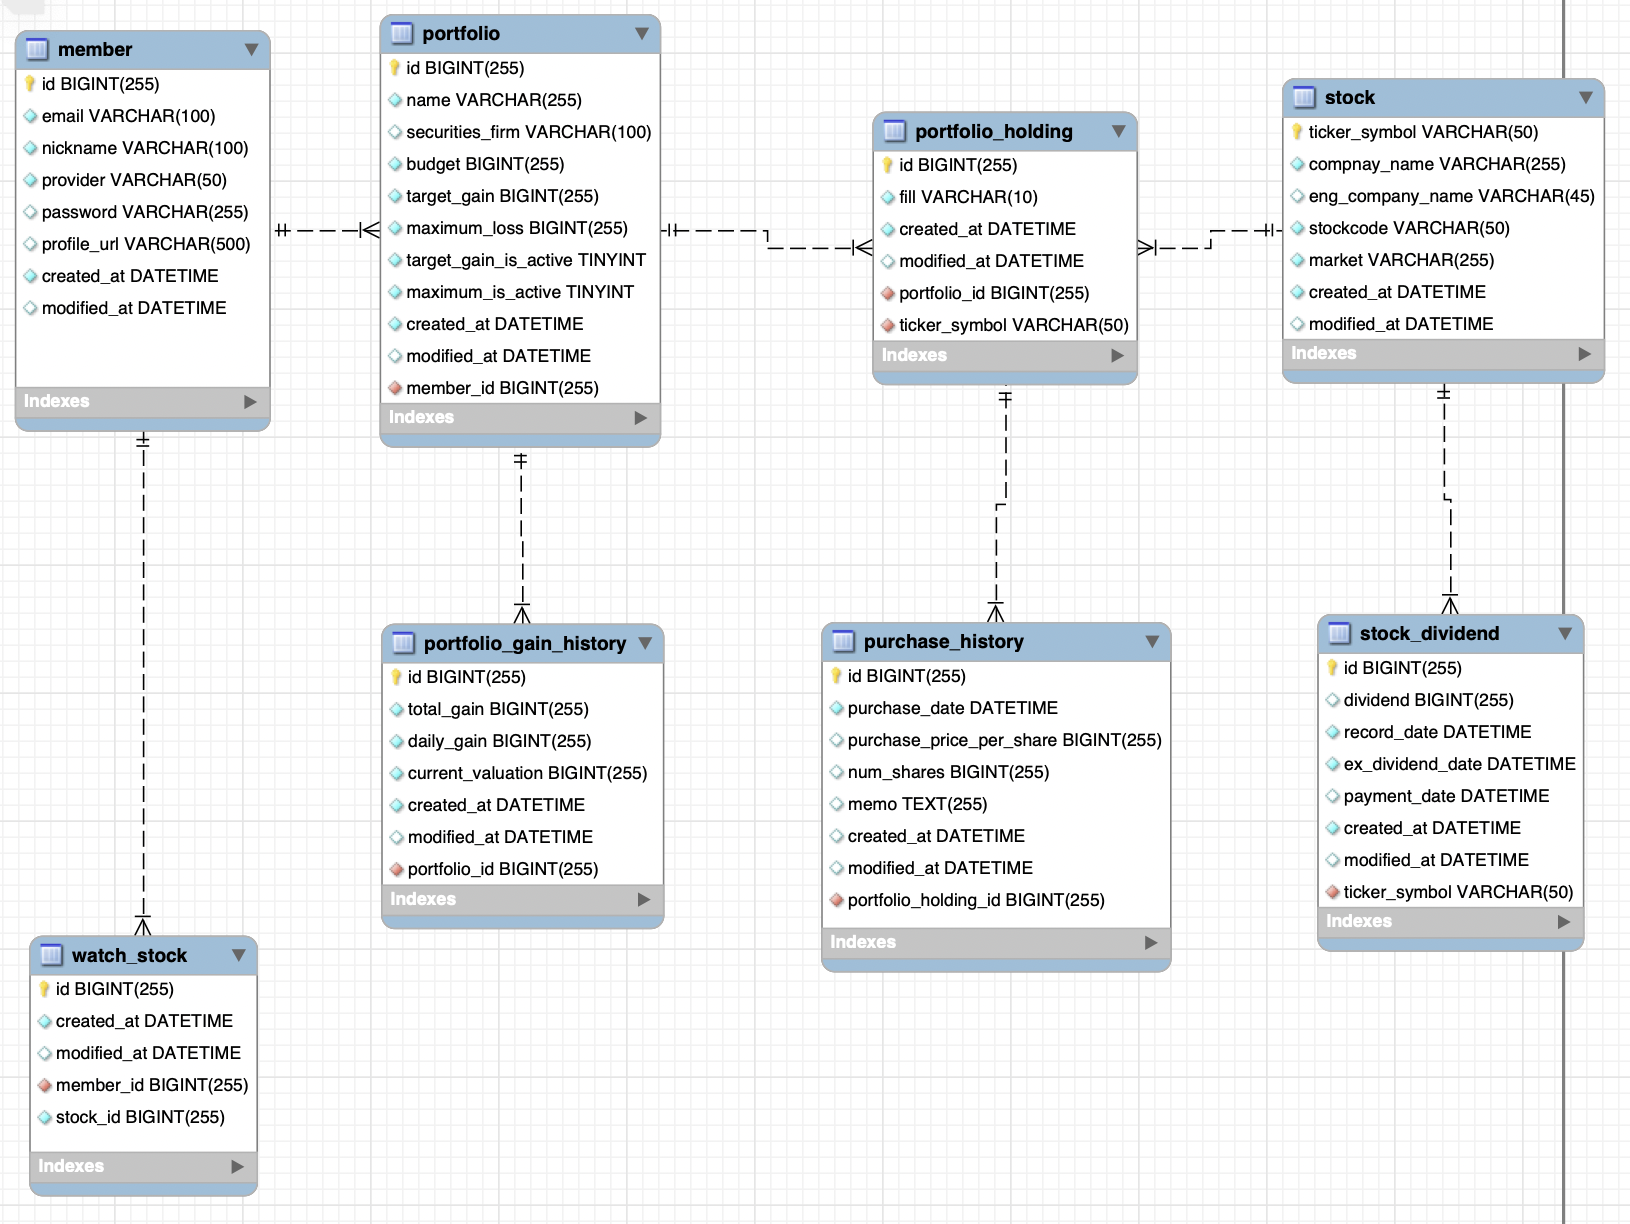 member
id BIGINT(255)
email VARCHAR(100)
nickname VARCHAR(100)
provider VARCHAR(50)
password VARCHAR(255)
profile_url VARCHAR(500)
created_at DATETIME
modified_at DATETIME
Indexes
portfolio
id BIGINT(255)
name VARCHAR(255)
securities_firm VARCHAR(100)
budget BIGINT(255)
target_gain BIGINT(255)
maximum_loss BIGINT(255)
target_gain_is_active TINYINT
maximum_is_active TINYINT
created_at DATETIME
modified_at DATETIME
member_id BIGINT(255)
Indexes
portfolio_holding
id BIGINT(255)
fill VARCHAR(10)
created_at DATETIME
modified_at DATETIME
portfolio_id BIGINT(255)
ticker_symbol VARCHAR(50)
Indexes
stock
ticker_symbol VARCHAR(50)
compnay_name VARCHAR(255)
eng_company_name VARCHAR(45)
stockcode VARCHAR(50)
market VARCHAR(255)
created_at DATETIME
modified_at DATETIME
Indexes
portfolio_gain_history
id BIGINT(255)
total_gain BIGINT(255)
daily_gain BIGINT(255)
current_valuation BIGINT(255)
created_at DATETIME
modified_at DATETIME
portfolio_id BIGINT(255)
Indexes
purchase_history
id BIGINT(255)
purchase_date DATETIME
purchase_price_per_share BIGINT(255)
num_shares BIGINT(255)
memo TEXT(255)
created_at DATETIME
modified_at DATETIME
portfolio_holding_id BIGINT(255)
Indexes
stock_dividend
id BIGINT(255)
dividend BIGINT(255)
record_date DATETIME
ex_dividend_date DATETIME
payment_date DATETIME
created_at DATETIME
modified_at DATETIME
ticker_symbol VARCHAR(50)
Indexes
watch_stock
id BIGINT(255)
created_at DATETIME
modified_at DATETIME
member_id BIGINT(255)
stock_id BIGINT(255)
Indexes